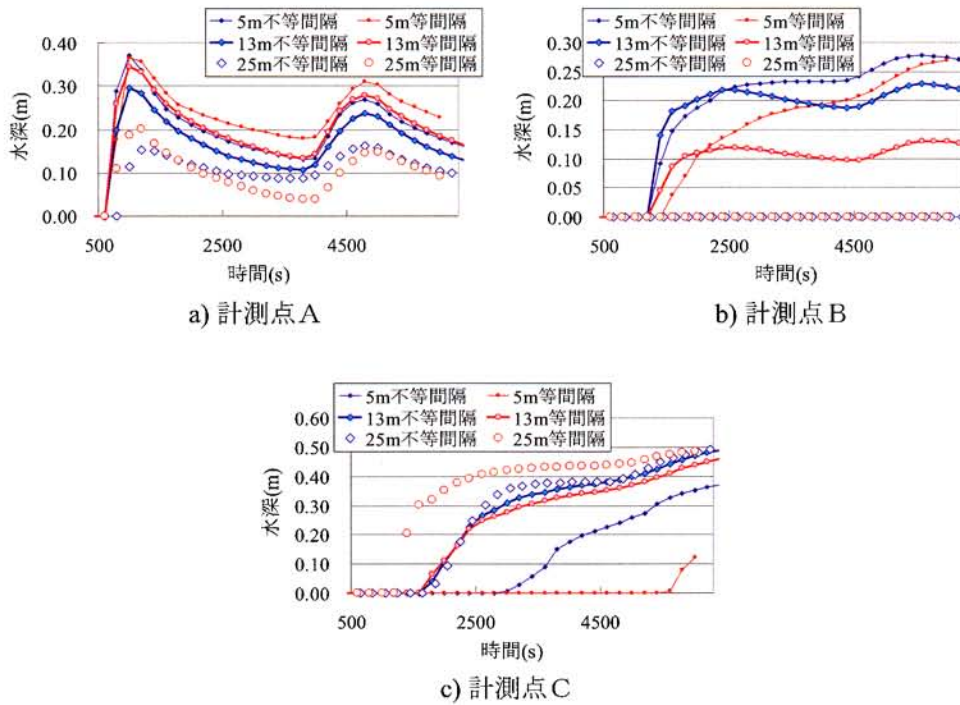 5m不等間隔 5m等間隔
13m不等間隔 13m等間隔
25m不等間隔 25m等間隔
0.40
0.30
0.20
0.10
0.00
水深(m)
500 2500 4500
時間(s)
a) 計測点A
5m不等間隔 5m等間隔
13m不等間隔 13m等間隔
25m不等間隔 25m等間隔
0.30
0.25
0.20
0.15
0.10
0.05
0.00
水深(m)
500 2500 4500
時間(s)
b) 計測点B
5m不等間隔 5m等間隔
13m不等間隔 13m等間隔
25m不等間隔 25m等間隔
0.60
0.50
0.40
0.30
0.20
0.10
0.00
水深(m)
500 2500 4500
時間(s)
c) 計測点C